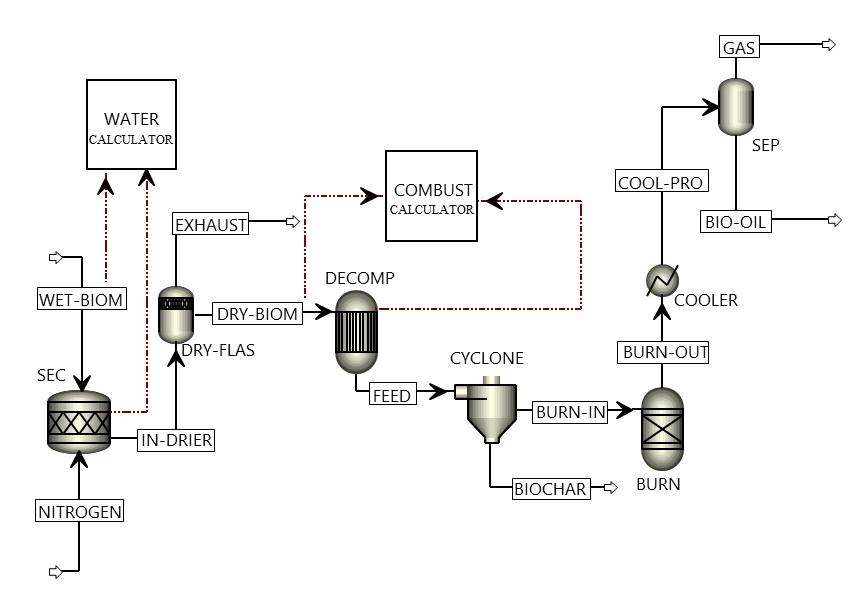 GAS
WATER
CALCULATOR
SEP
COMBUST
CALCULATOR
COOL-PRO
EXHAUST
BIO-OIL
DECOMP
WET-BIOM
COOLER
DRY-BIOM
DRY-FLAS
BURN-OUT
CYCLONE
SEC
FEED
BURN-IN
IN-DRIER
BURN
BIOCHAR
NITROGEN